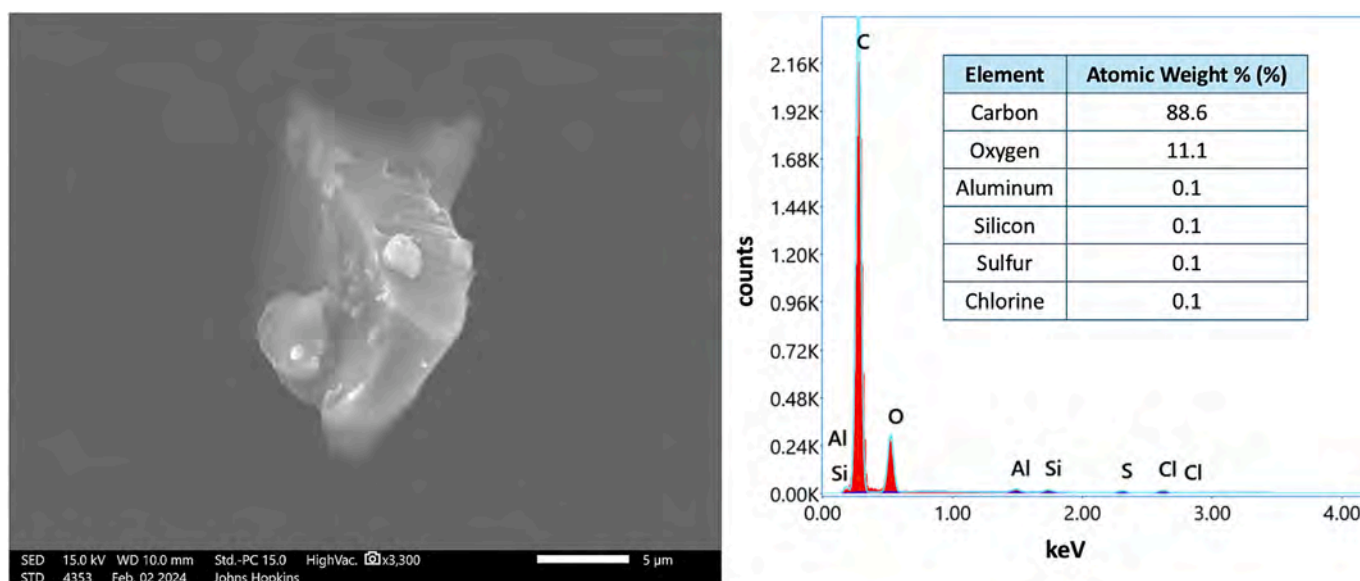 SED 15.0 kV WD 10.0 mm Std.-PC 15.0 HighVac. x3,300 5 µm
STD 4353 Feb. 02 2024 Johns Hopkins
counts
2.16K
1.92K
1.68K
1.44K
1.20K
0.96K
0.72K
0.48K
0.24K
0.00K
C
O
Al
Si
Al Si S Cl Cl
0.00 1.00 2.00 3.00 4.00
keV
Element Atomic Weight % (%)
Carbon 88.6
Oxygen 11.1
Aluminum 0.1
Silicon 0.1
Sulfur 0.1
Chlorine 0.1